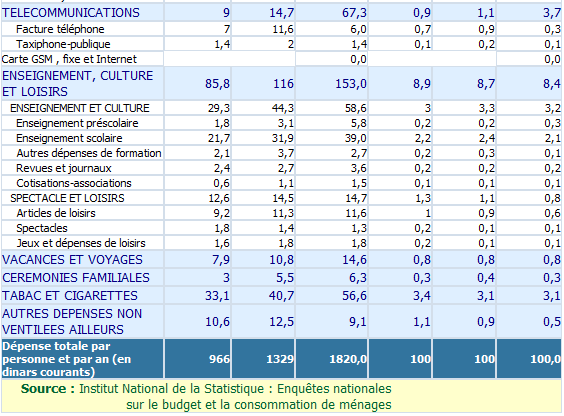 TELECOMMUNICATIONS 9 14,7 67,3 0,9 1,1 3,7
Facture téléphone 7 11,6 6,0 0,7 0,9 0,3
Taxiphone-publique 1,4 2 1,4 0,1 0,2 0,1
Carte GSM , fixe et Internet 0,0 0,0
ENSEIGNEMENT, CULTURE
ET LOISIRS 85,8 116 153,0 8,9 8,7 8,4
ENSEIGNEMENT ET CULTURE 29,3 44,3 58,6 3 3,3 3,2
Enseignement préscolaire 1,8 3,1 5,8 0,2 0,2 0,3
Enseignement scolaire 21,7 31,9 39,0 2,2 2,4 2,1
Autres dépenses de formation 2,1 3,7 2,7 0,2 0,3 0,1
Revues et journaux 2,4 2,7 3,6 0,2 0,2 0,2
Cotisations-associations 0,6 1,1 1,5 0,1 0,1 0,1
SPECTACLE ET LOISIRS 12,6 14,5 14,7 1,3 1,1 0,8
Articles de loisirs 9,2 11,3 11,6 1 0,9 0,6
Spectacles 1,8 1,4 1,3 0,2 0,1 0,1
Jeux et dépenses de loisirs 1,6 1,8 1,8 0,2 0,1 0,1
VACANCES ET VOYAGES 7,9 10,8 14,6 0,8 0,8 0,8
CEREMONIES FAMILIALES 3 5,5 6,3 0,3 0,4 0,3
TABAC ET CIGARETTES 33,1 40,7 56,6 3,4 3,1 3,1
AUTRES DEPENSES NON
VENTILEES AILLEURS 10,6 12,5 9,1 1,1 0,9 0,5
Dépense totale par
personne et par an (en 966 1329 1820,0 100 100 100,0
dinars courants)
Source : Institut National de la Statistique : Enquêtes nationales
sur le budget et la consommation de ménages